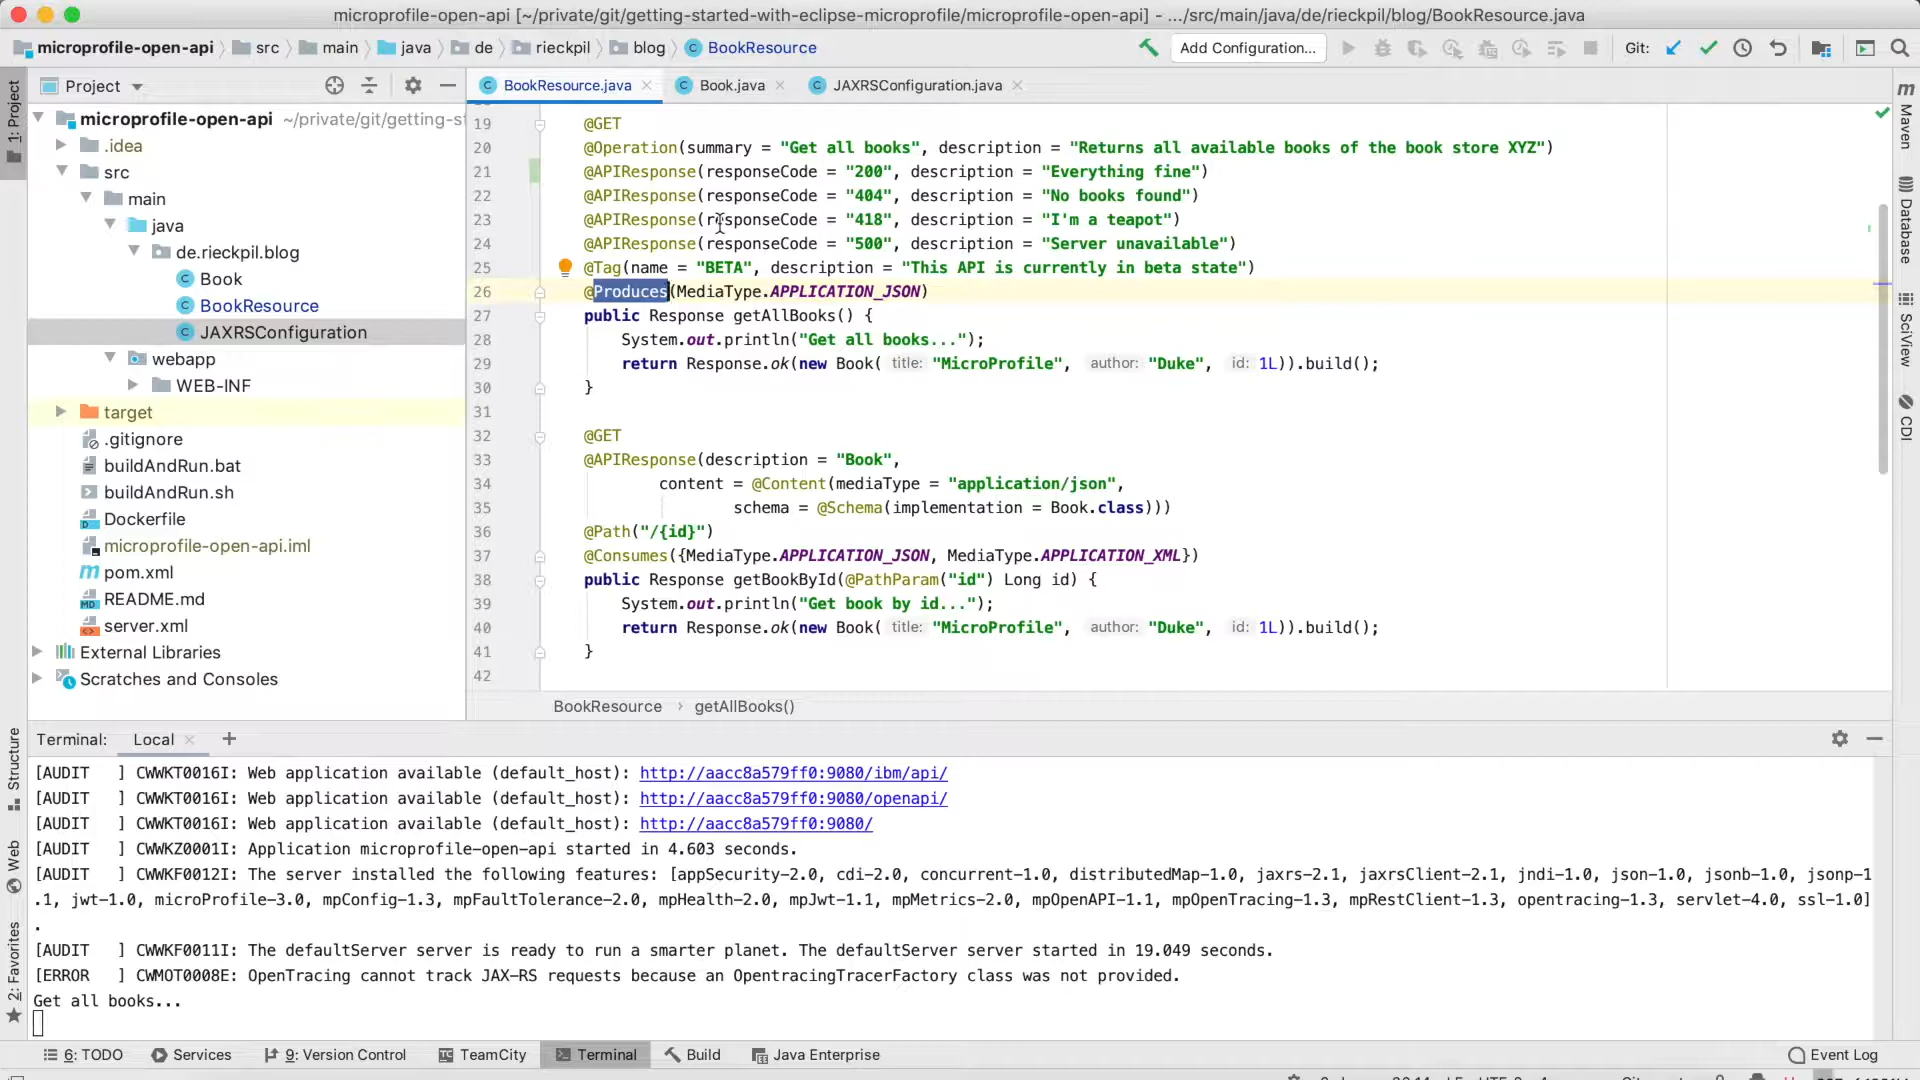 microprofile-open-api [~/private/git/getting-started-with-eclipse-microprofile/microprofile-open-api] - .../src/main/java/de/rieckpil/blog/BookResource.java
microprofile-open-api src main java de rieckpil blog BookResource Add Configuration... Git:
Project
BookResource.java Book.java JAXRSConfiguration.java
1: Project
microprofile-open-api ~/private/git/getting-s
.idea
src
main
java
de.rieckpil.blog
Book
BookResource
JAXRSConfiguration
webapp
WEB-INF
target
.gitignore
buildAndRun.bat
buildAndRun.sh
Dockerfile
microprofile-open-api.iml
pom.xml
README.md
server.xml
External Libraries
Scratches and Consoles
19 @GET
20 @Operation(summary = "Get all books", description = "Returns all available books of the book store XYZ")
21 @APIResponse(responseCode = "200", description = "Everything fine")
22 @APIResponse(responseCode = "404", description = "No books found")
23 @APIResponse(responseCode = "418", description = "I'm a teapot")
24 @APIResponse(responseCode = "500", description = "Server unavailable")
25 @Tag(name = "BETA", description = "This API is currently in beta state")
26 @Produces(MediaType.APPLICATION_JSON)
27 public Response getAllBooks() {
28 System.out.println("Get all books...");
29 return Response.ok(new Book( title: "MicroProfile", author: "Duke", id: 1L)).build();
30 }
31
32 @GET
33 @APIResponse(description = "Book",
34 content = @Content(mediaType = "application/json",
35 schema = @Schema(implementation = Book.class)))
36 @Path("/{id}")
37 @Consumes({MediaType.APPLICATION_JSON, MediaType.APPLICATION_XML})
38 public Response getBookById(@PathParam("id") Long id) {
39 System.out.println("Get book by id...");
40 return Response.ok(new Book( title: "MicroProfile", author: "Duke", id: 1L)).build();
41 }
42
BookResource › getAllBooks()
Maven
Database
SciView
CDI
Structure
Web
2: Favorites
Terminal: Local +
[AUDIT ] CWWKT0016I: Web application available (default_host): http://aacc8a579ff0:9080/ibm/api/
[AUDIT ] CWWKT0016I: Web application available (default_host): http://aacc8a579ff0:9080/openapi/
[AUDIT ] CWWKT0016I: Web application available (default_host): http://aacc8a579ff0:9080/
[AUDIT ] CWWKZ0001I: Application microprofile-open-api started in 4.603 seconds.
[AUDIT ] CWWKF0012I: The server installed the following features: [appSecurity-2.0, cdi-2.0, concurrent-1.0, distributedMap-1.0, jaxrs-2.1, jaxrsClient-2.1, jndi-1.0, json-1.0, jsonb-1.0, jsonp-1
.1, jwt-1.0, microProfile-3.0, mpConfig-1.3, mpFaultTolerance-2.0, mpHealth-2.0, mpJwt-1.1, mpMetrics-2.0, mpOpenAPI-1.1, mpOpenTracing-1.3, mpRestClient-1.3, opentracing-1.3, servlet-4.0, ssl-1.0]
.
[AUDIT ] CWWKF0011I: The defaultServer server is ready to run a smarter planet. The defaultServer server started in 19.049 seconds.
[ERROR ] CWMOT0008E: OpenTracing cannot track JAX-RS requests because an OpentracingTracerFactory class was not provided.
Get all books...
6: TODO Services 9: Version Control TeamCity Terminal Build Java Enterprise Event Log